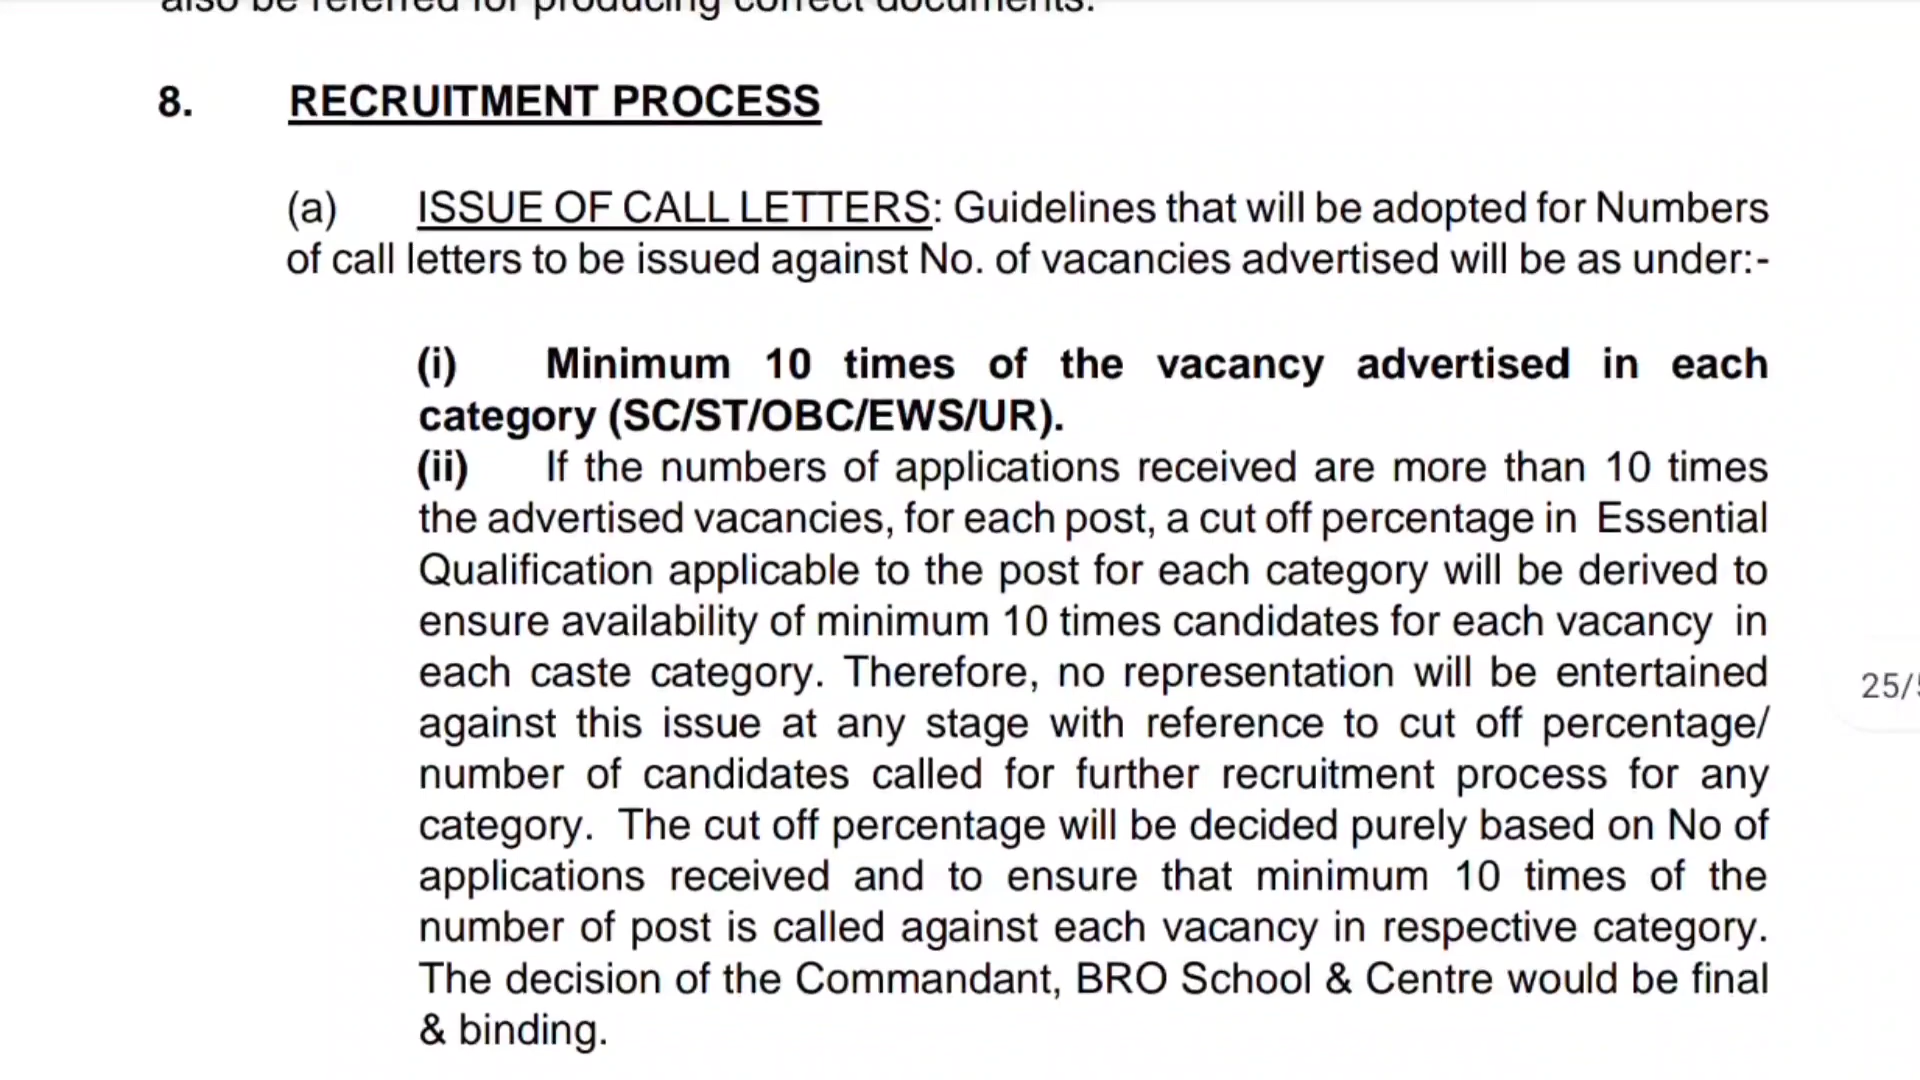 also be referred for producing correct documents.
8. RECRUITMENT PROCESS
(a) ISSUE OF CALL LETTERS: Guidelines that will be adopted for Numbers
of call letters to be issued against No. of vacancies advertised will be as under:-
(i) Minimum 10 times of the vacancy advertised in each
category (SC/ST/OBC/EWS/UR).
(ii) If the numbers of applications received are more than 10 times
the advertised vacancies, for each post, a cut off percentage in Essential
Qualification applicable to the post for each category will be derived to
ensure availability of minimum 10 times candidates for each vacancy in
each caste category. Therefore, no representation will be entertained
25/
against this issue at any stage with reference to cut off percentage/
number of candidates called for further recruitment process for any
category. The cut off percentage will be decided purely based on No of
applications received and to ensure that minimum 10 times of the
number of post is called against each vacancy in respective category.
The decision of the Commandant, BRO School & Centre would be final
& binding.